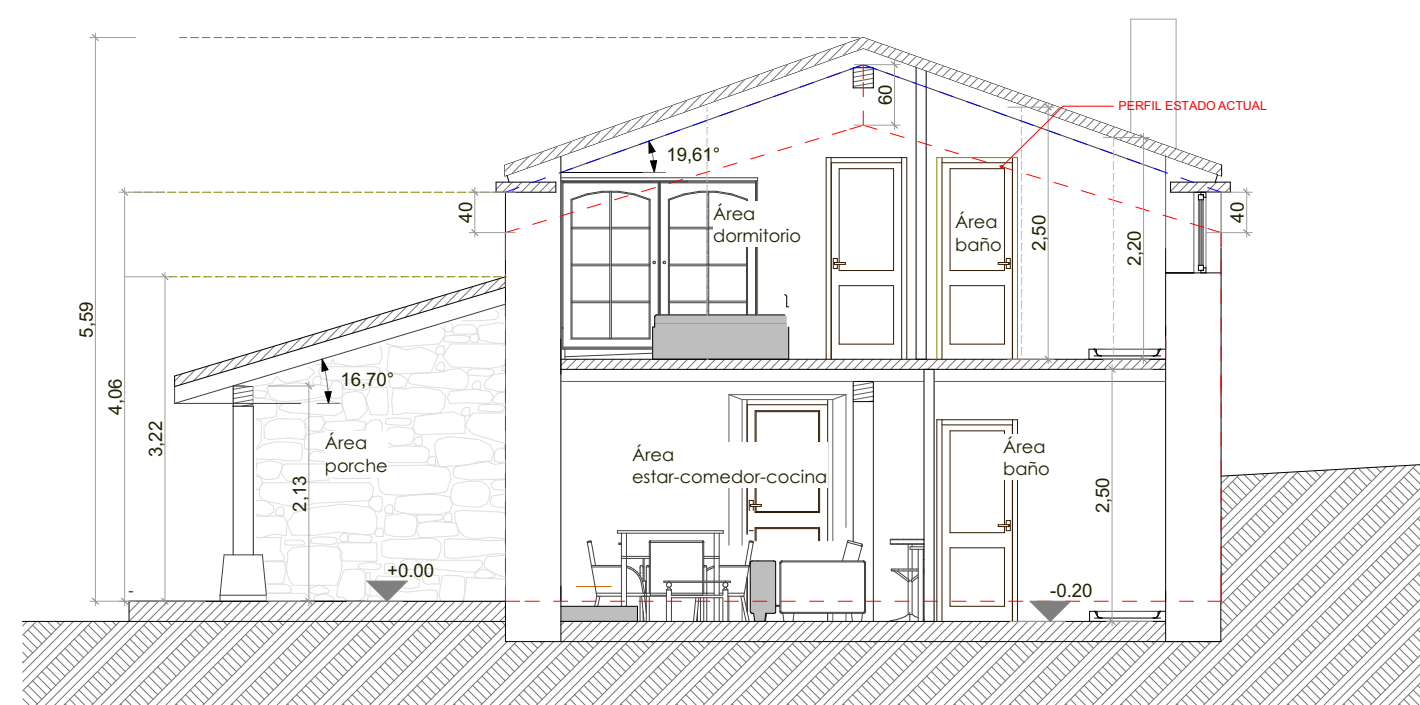 60
PERFIL ESTADO ACTUAL
19,61°
40
Área
dormitorio
Área
baño
2,50
2,20
40
5,59
4,06
3,22
16,70°
Área
porche
2,13
Área
estar-comedor-cocina
Área
baño
2,50
+0.00
-0.20